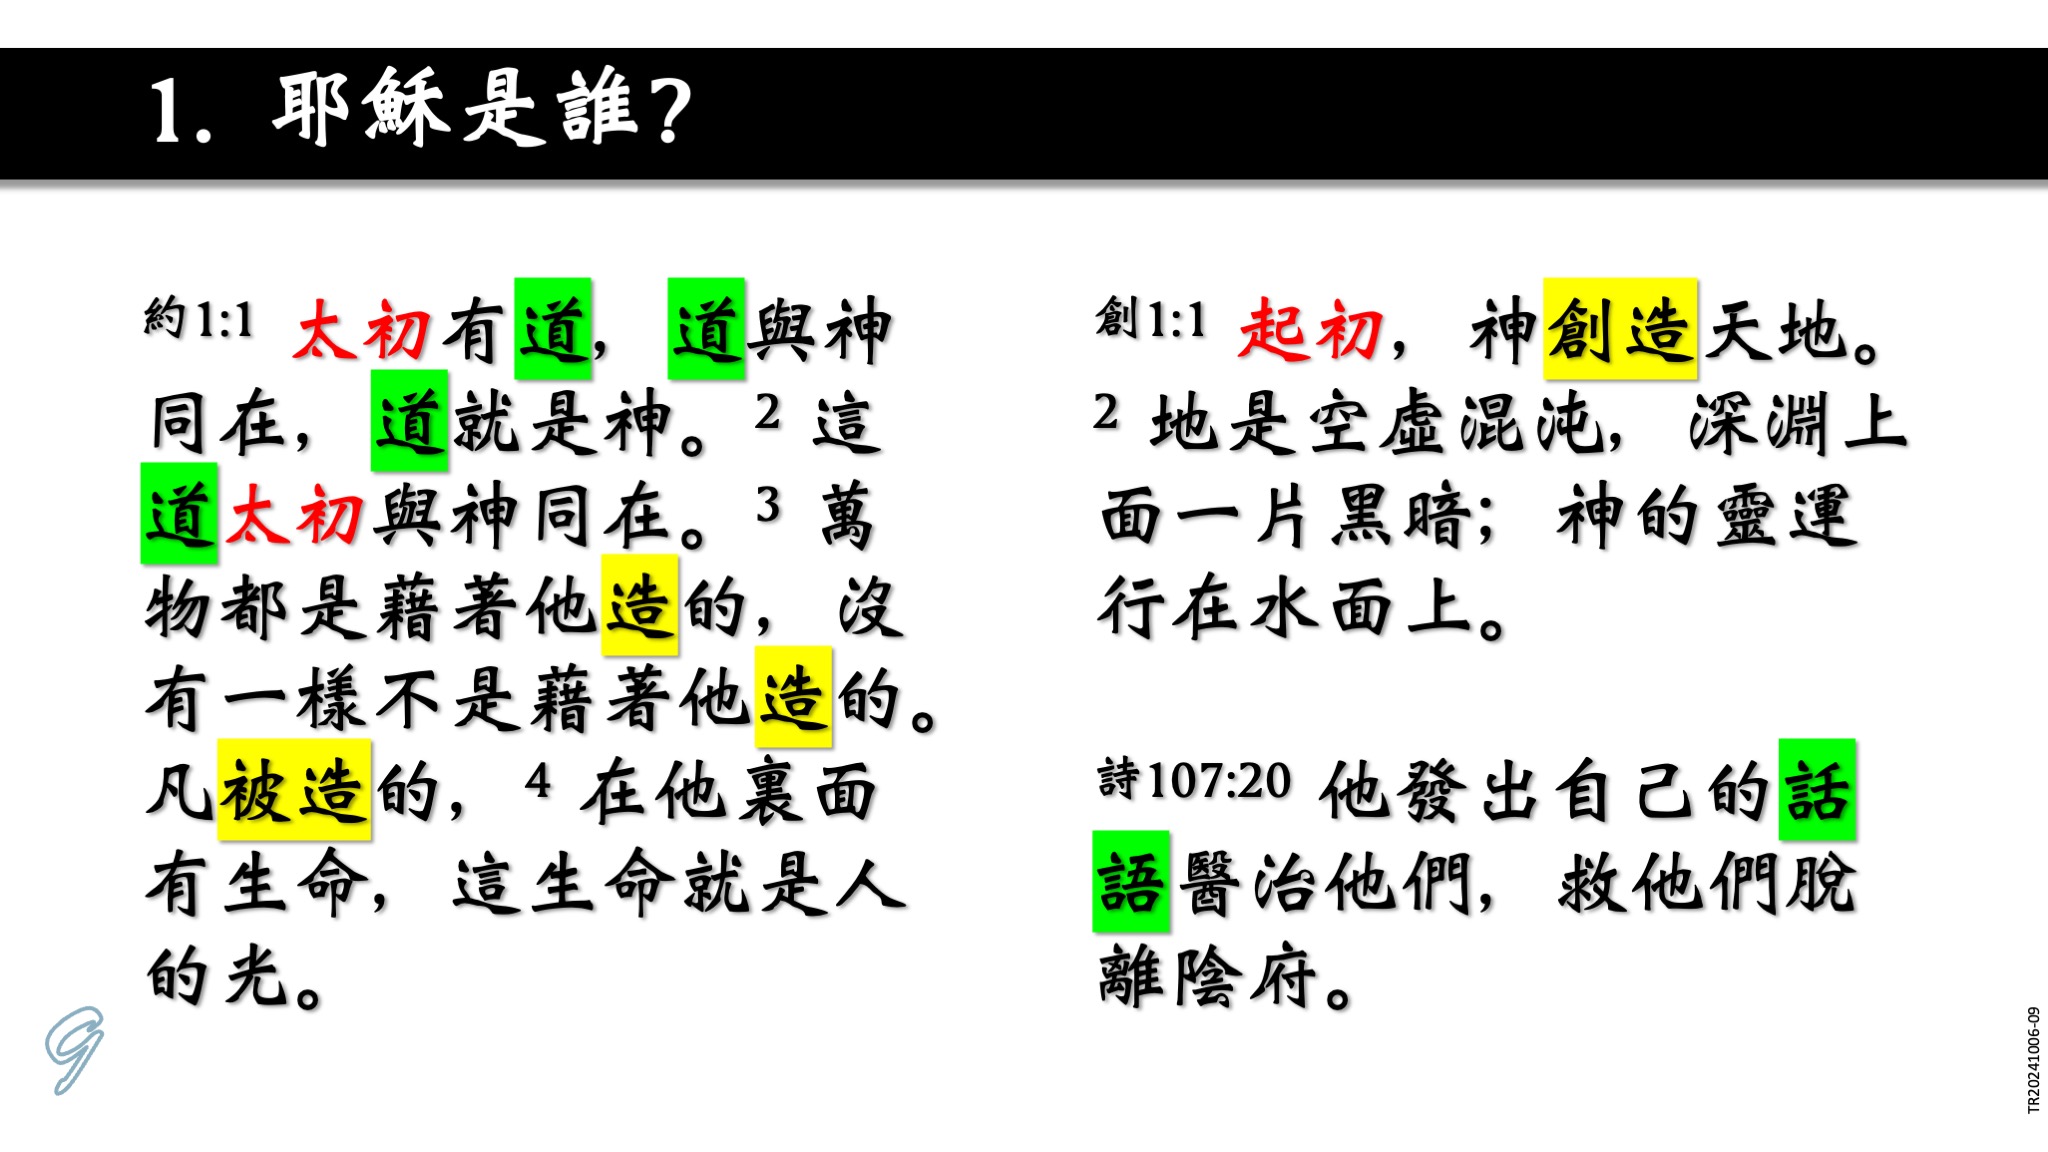 1. 耶穌是誰？
約1:1 太初有道，道與神
同在，道就是神。2 這
道太初與神同在。3 萬
物都是藉著他造的，沒
有一樣不是藉著他造的。
凡被造的，4 在他裏面
有生命，這生命就是人
的光。
創1:1 起初，神創造天地。
2 地是空虛混沌，深淵上
面一片黑暗；神的靈運
行在水面上。
詩107:20 他發出自己的話
語醫治他們，救他們脫
離陰府。
TR20241006-09